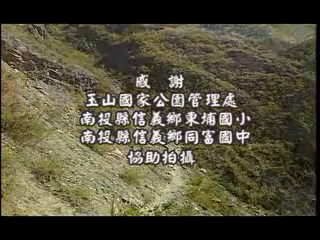 感謝
玉山國家公園管理處
南投縣信義鄉東埔國小
南投縣信義鄉同富國中
協助拍攝